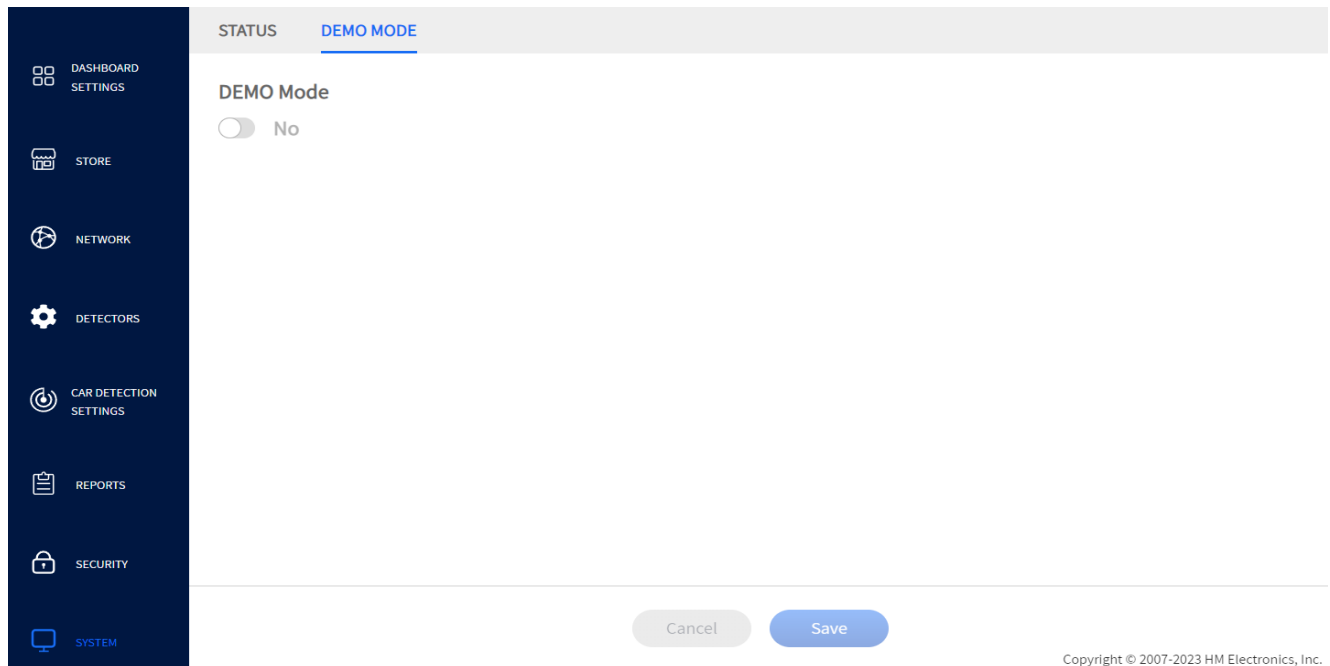 STATUS DEMO MODE
DASHBOARD
SETTINGS
STORE
NETWORK
DETECTORS
CAR DETECTION
SETTINGS
REPORTS
SECURITY
SYSTEM
DEMO Mode
No
Cancel Save
Copyright © 2007-2023 HM Electronics, Inc.